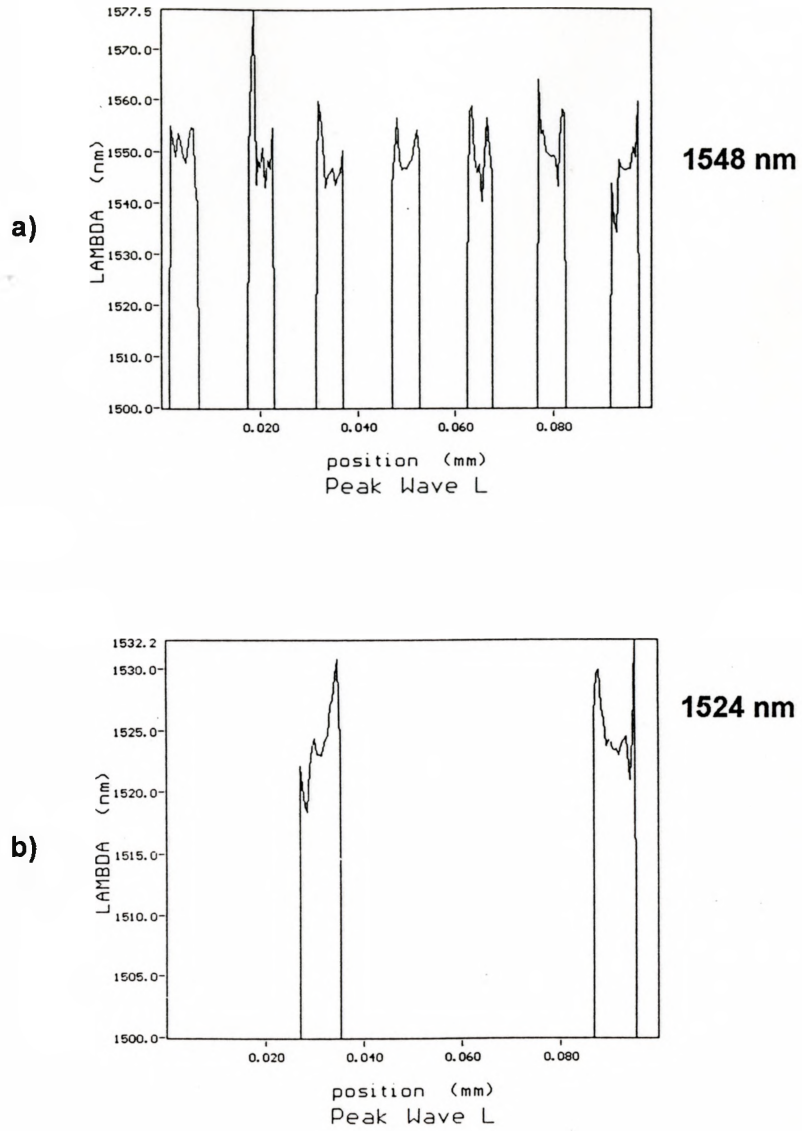 a)
1577.5
1570.0
1560.0
1550.0
1540.0
1530.0
1520.0
1510.0
1500.0
LAMBDA (nm)
0.020 0.040 0.060 0.080
position (mm)
Peak Wave L
1548 nm
b)
1532.2
1530.0
1525.0
1520.0
1515.0
1510.0
1505.0
1500.0
LAMBDA (nm)
0.020 0.040 0.060 0.080
position (mm)
Peak Wave L
1524 nm